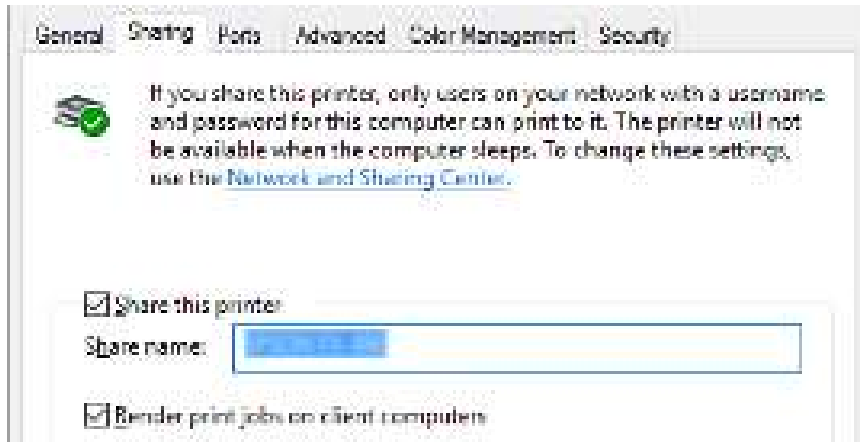 General Sharing Ports Advanced Color Management Security
If you share this printer, only users on your network with a username
and password for this computer can print to it. The printer will not
be available when the computer sleeps. To change these settings,
use the Network and Sharing Center.
Share this printer
Share name:
Render print jobs on client computers